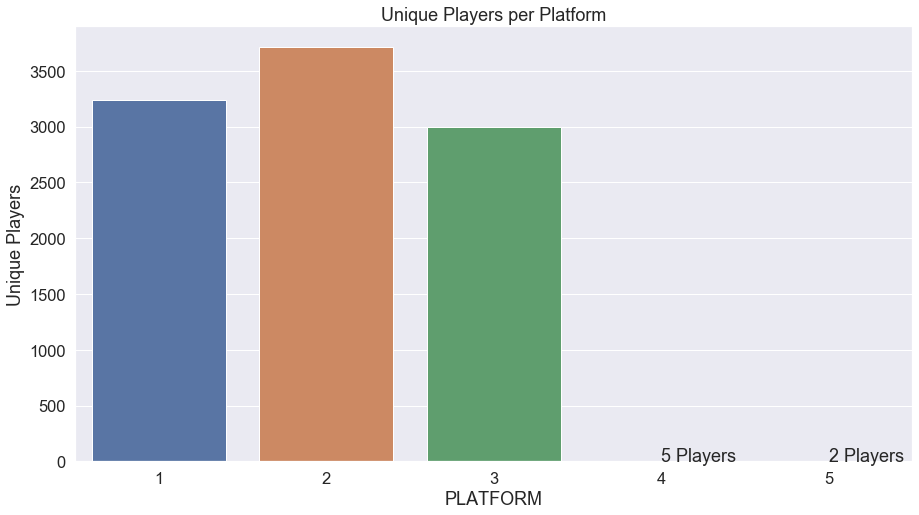 Unique Players per Platform
Unique Players
3500
3000
2500
2000
1500
1000
500
0
5 Players
2 Players
1 2 3 4 5
PLATFORM